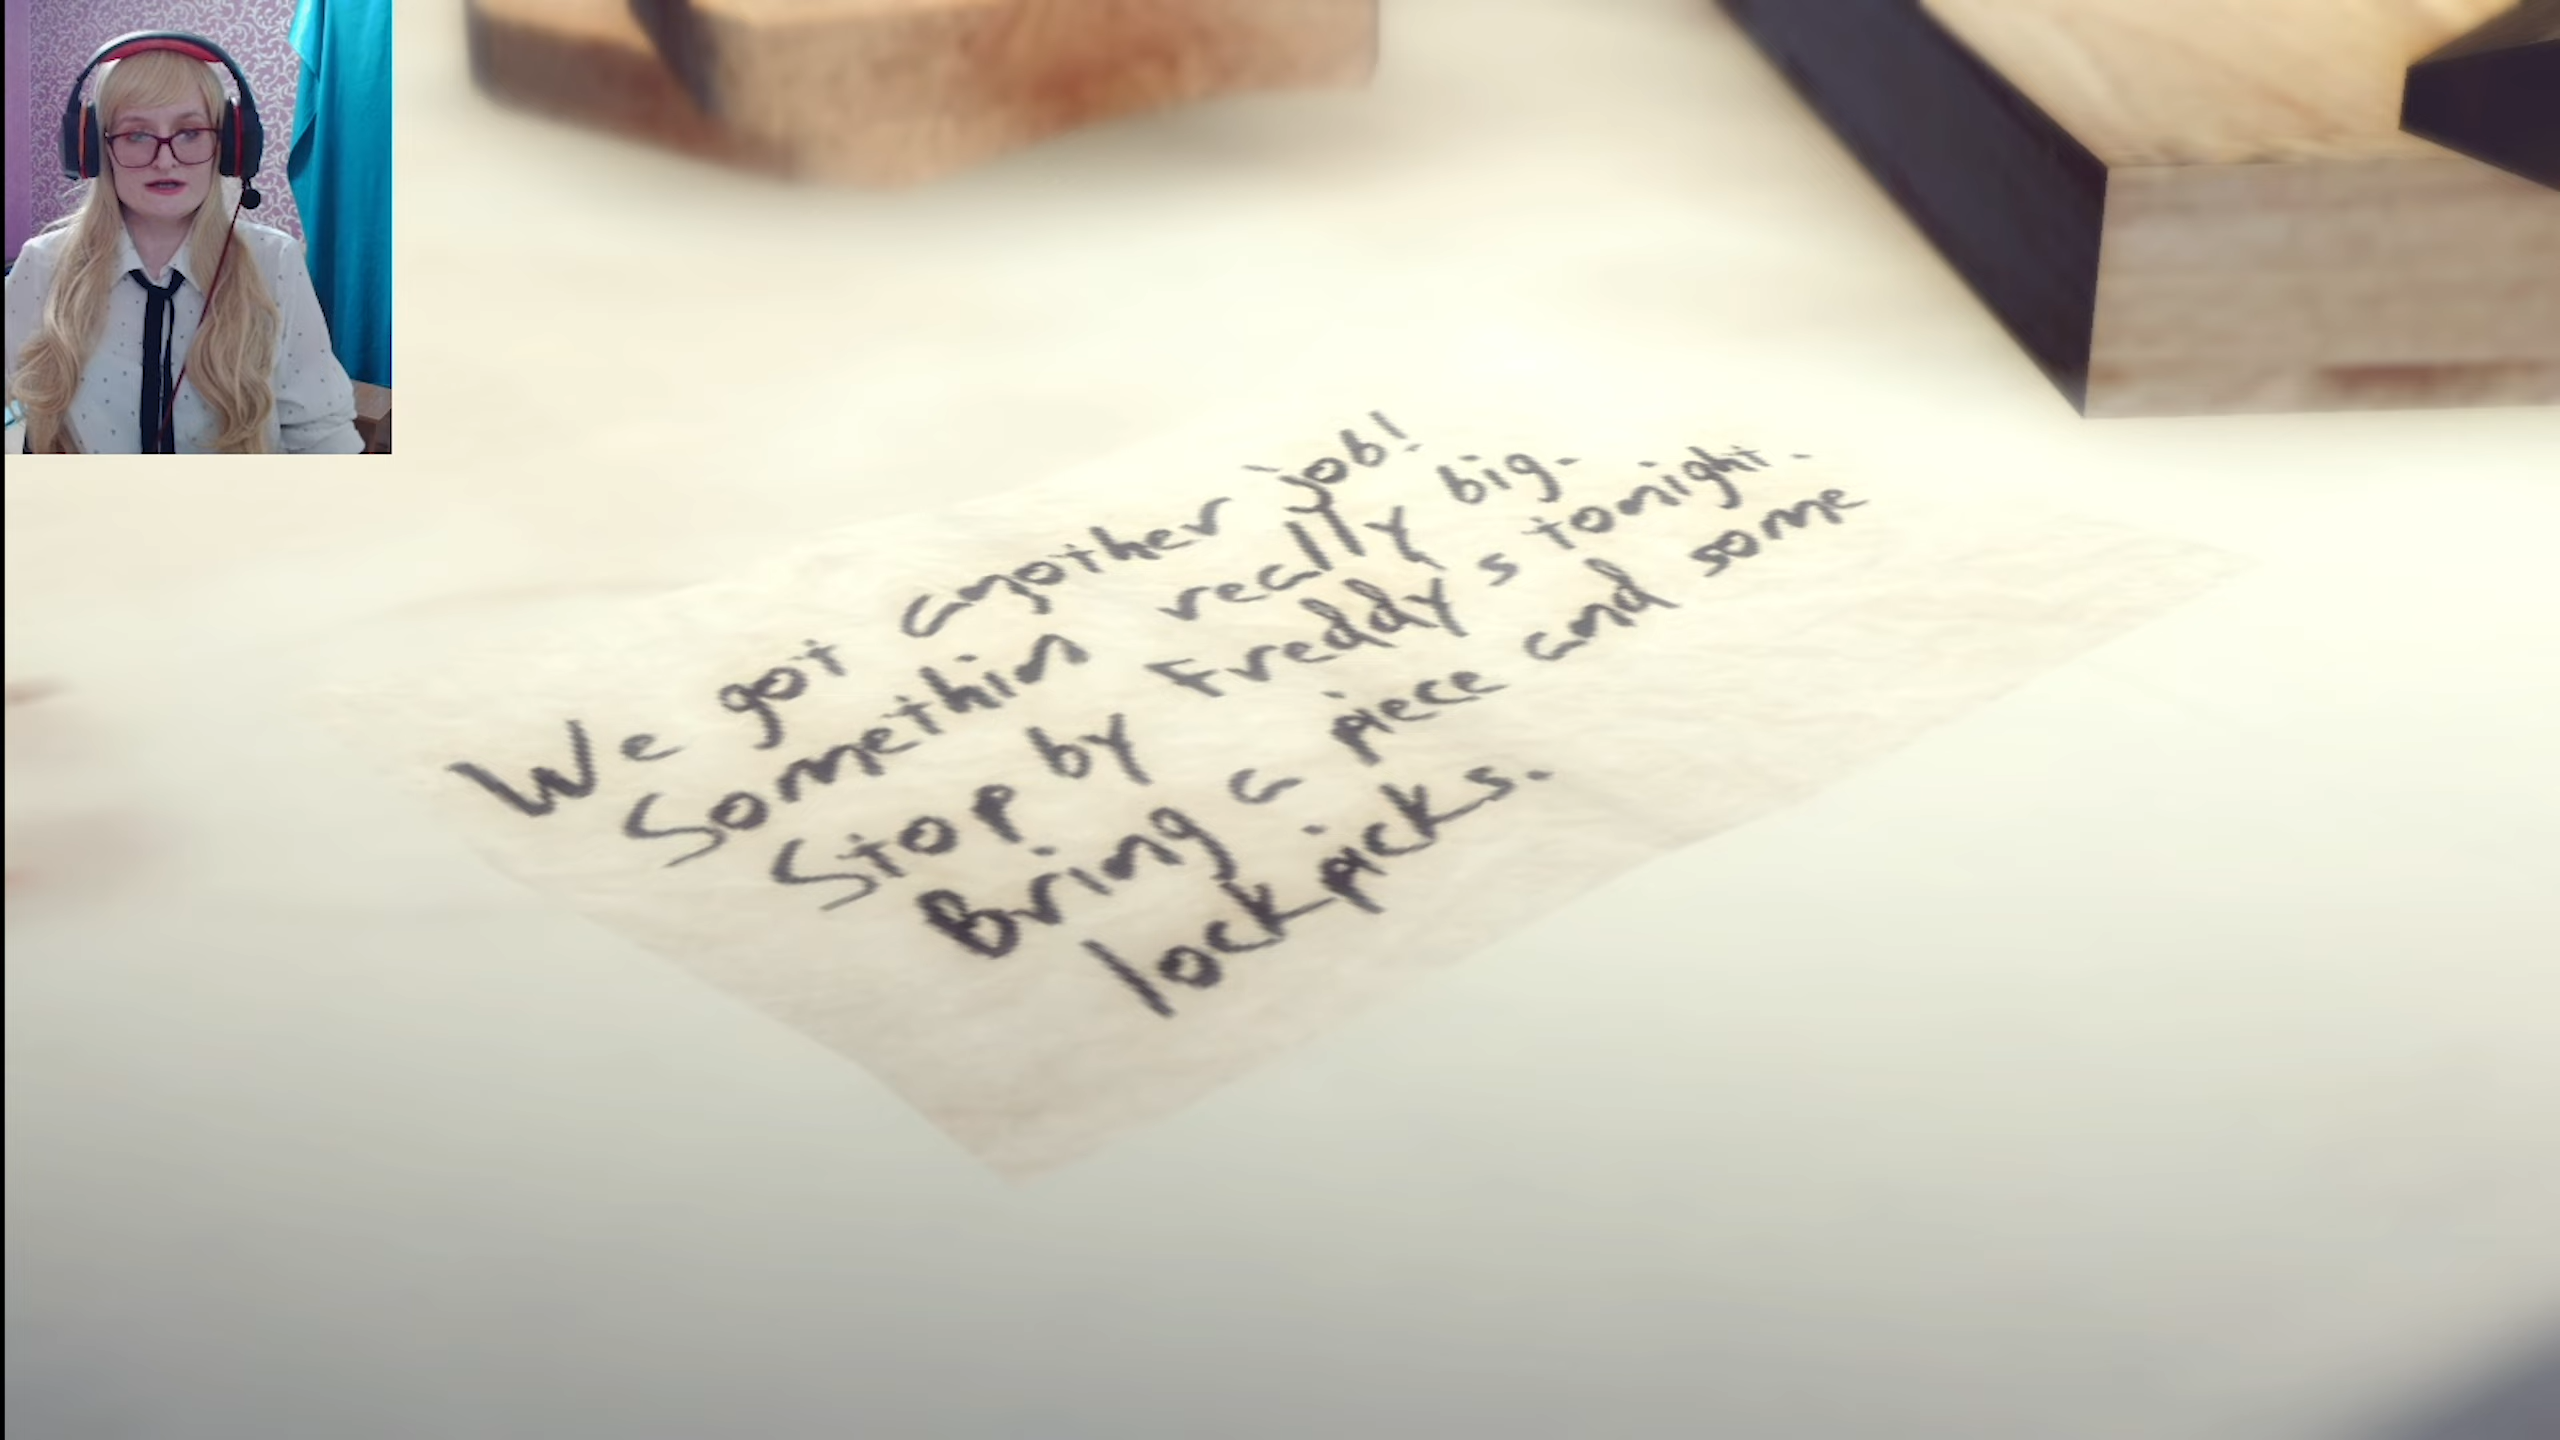 We got another job!
Somethin really big.
Stop by Freddy s tonight.
Bring a piece and some
lockpicks.